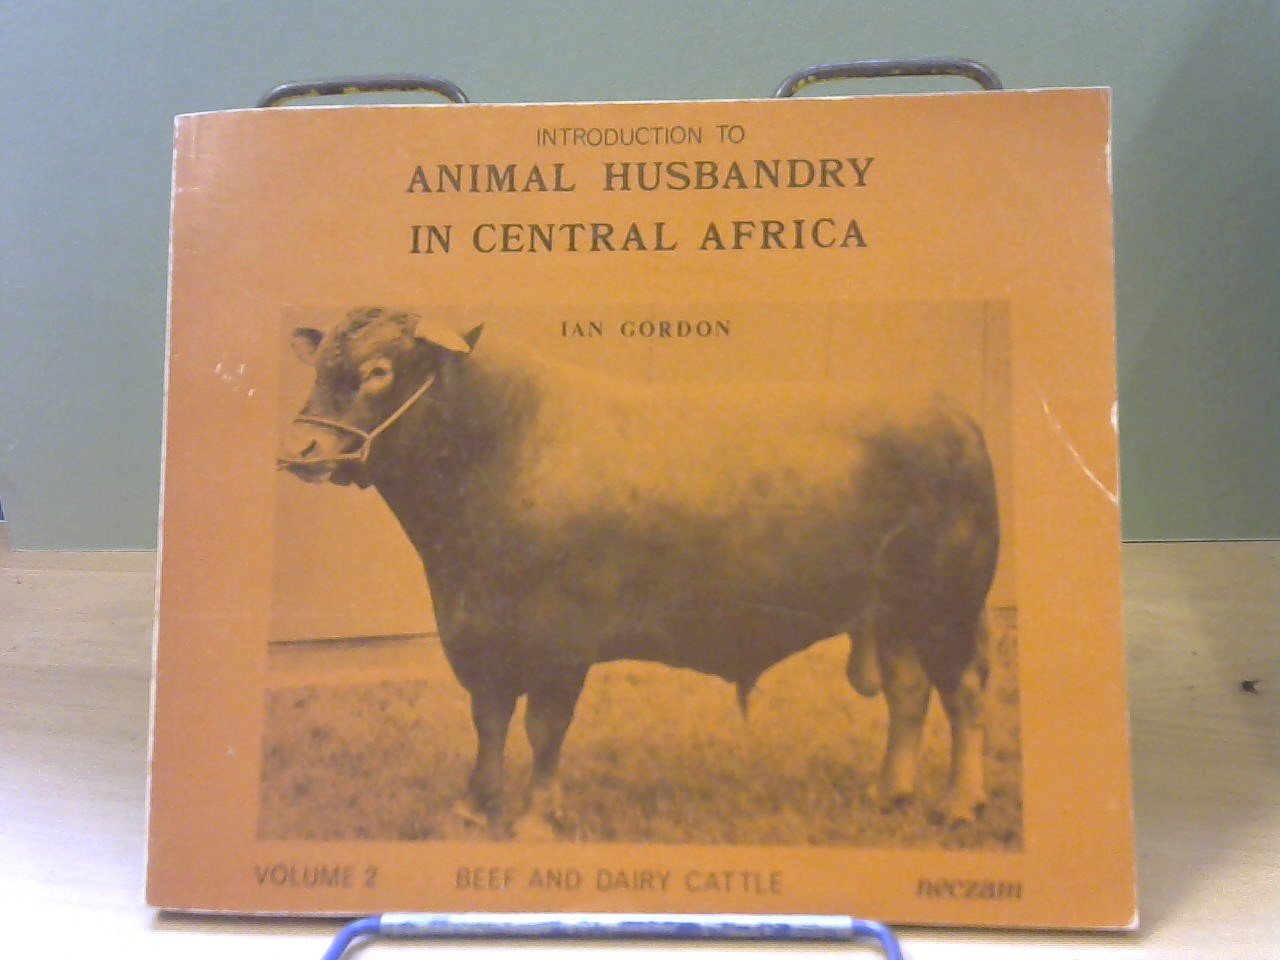 INTRODUCTION TO
ANIMAL HUSBANDRY
IN CENTRAL AFRICA
IAN GORDON
VOLUME 2 BEEF AND DAIRY CATTLE neczam